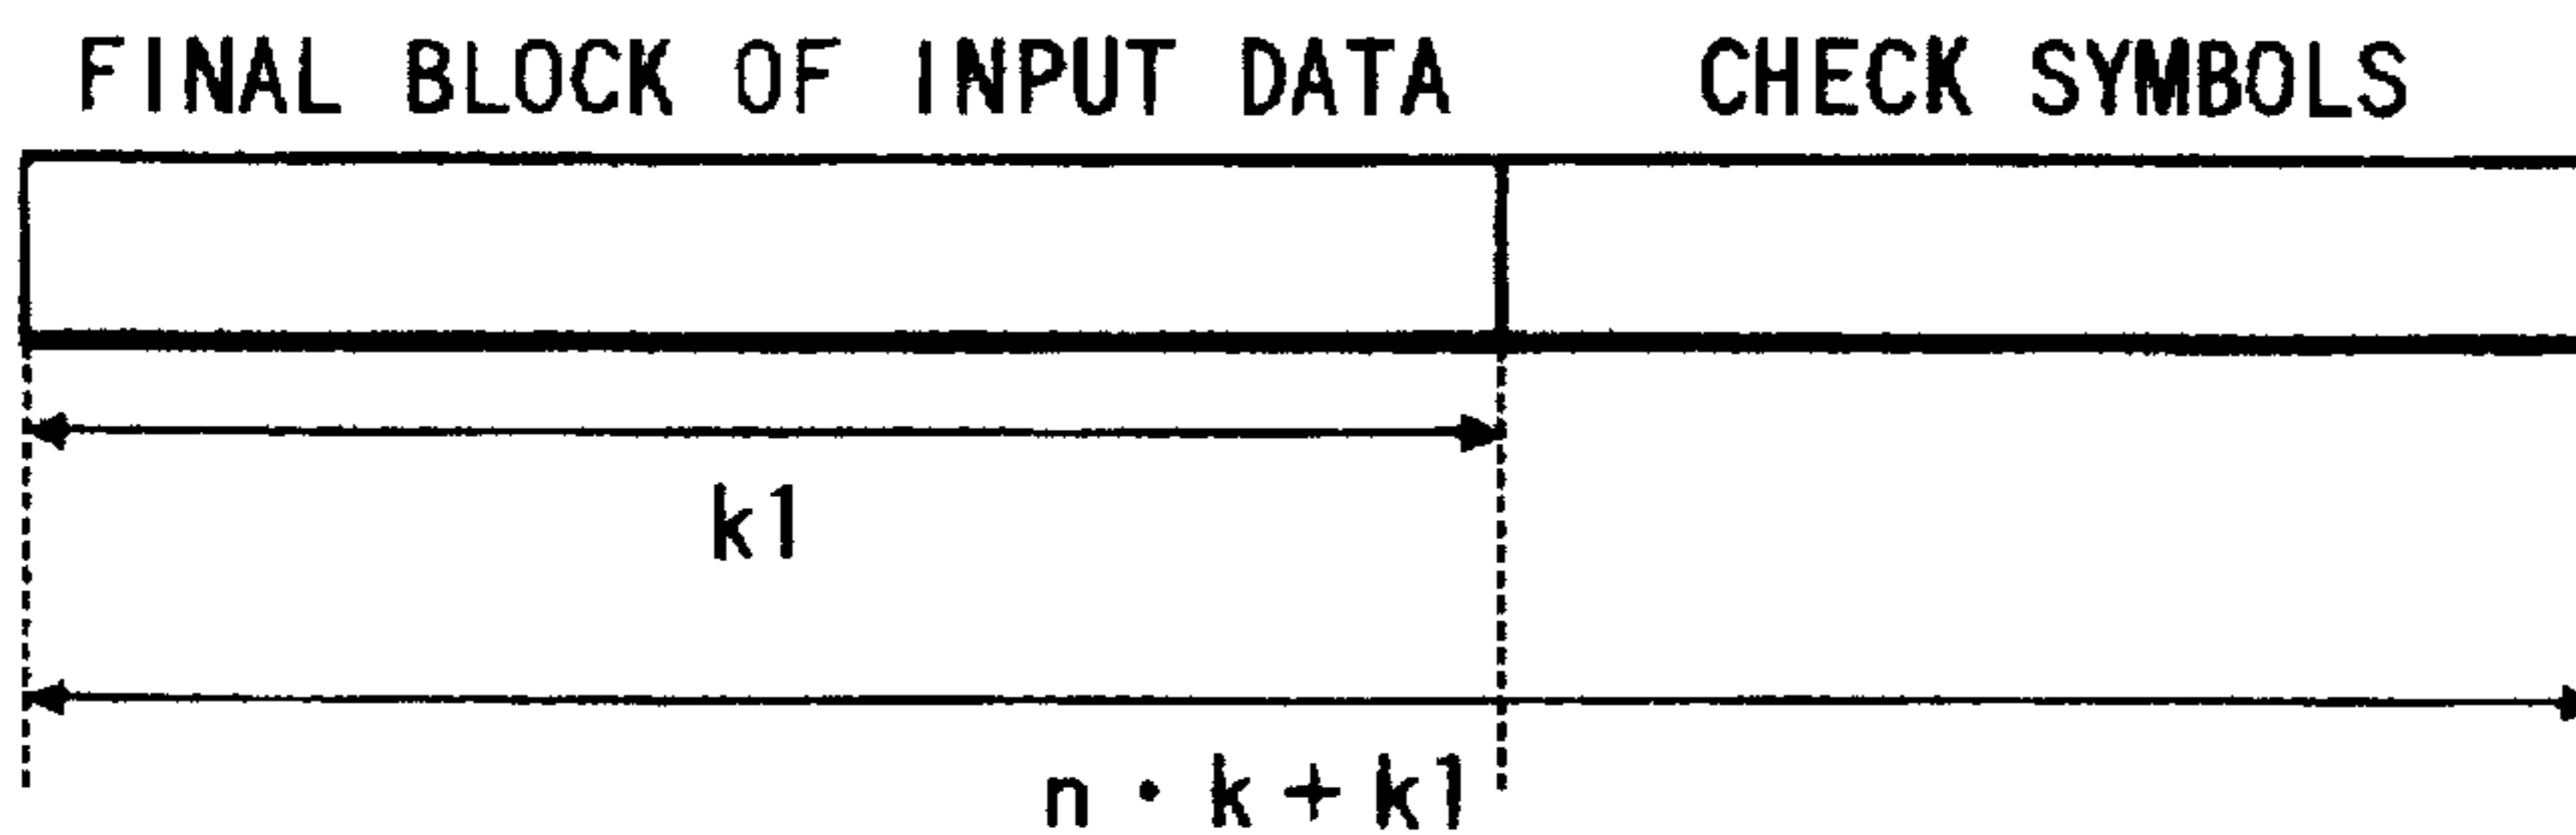 FINAL BLOCK OF INPUT DATA CHECK SYMBOLS
k1
n · k + k1